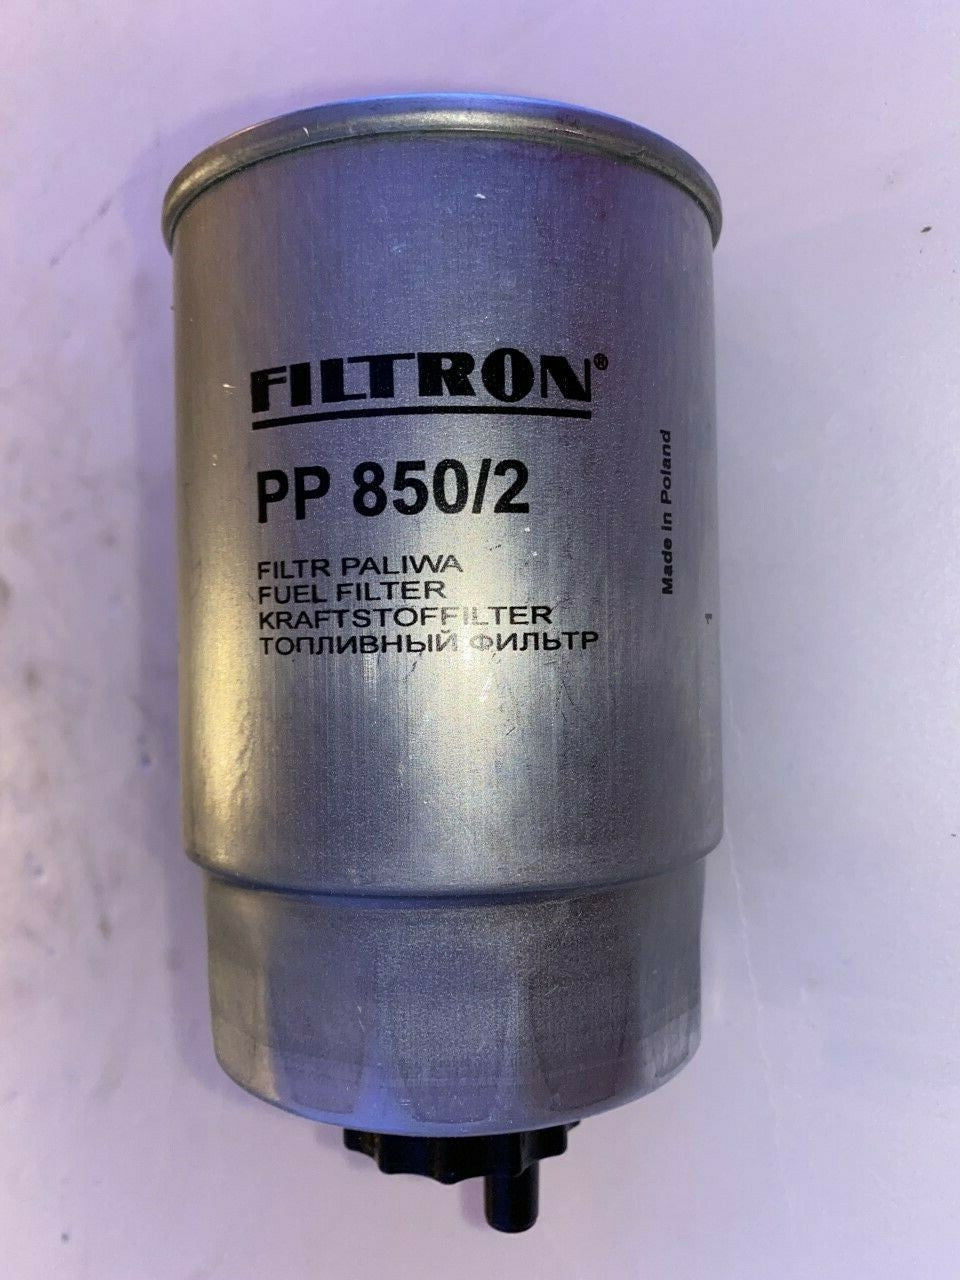 FILTRON®
PP 850/2
FILTR PALIWA
FUEL FILTER
KRAFTSTOFFILTER
ТОПЛИВНЫЙ ФИЛЬТР
Made in Poland